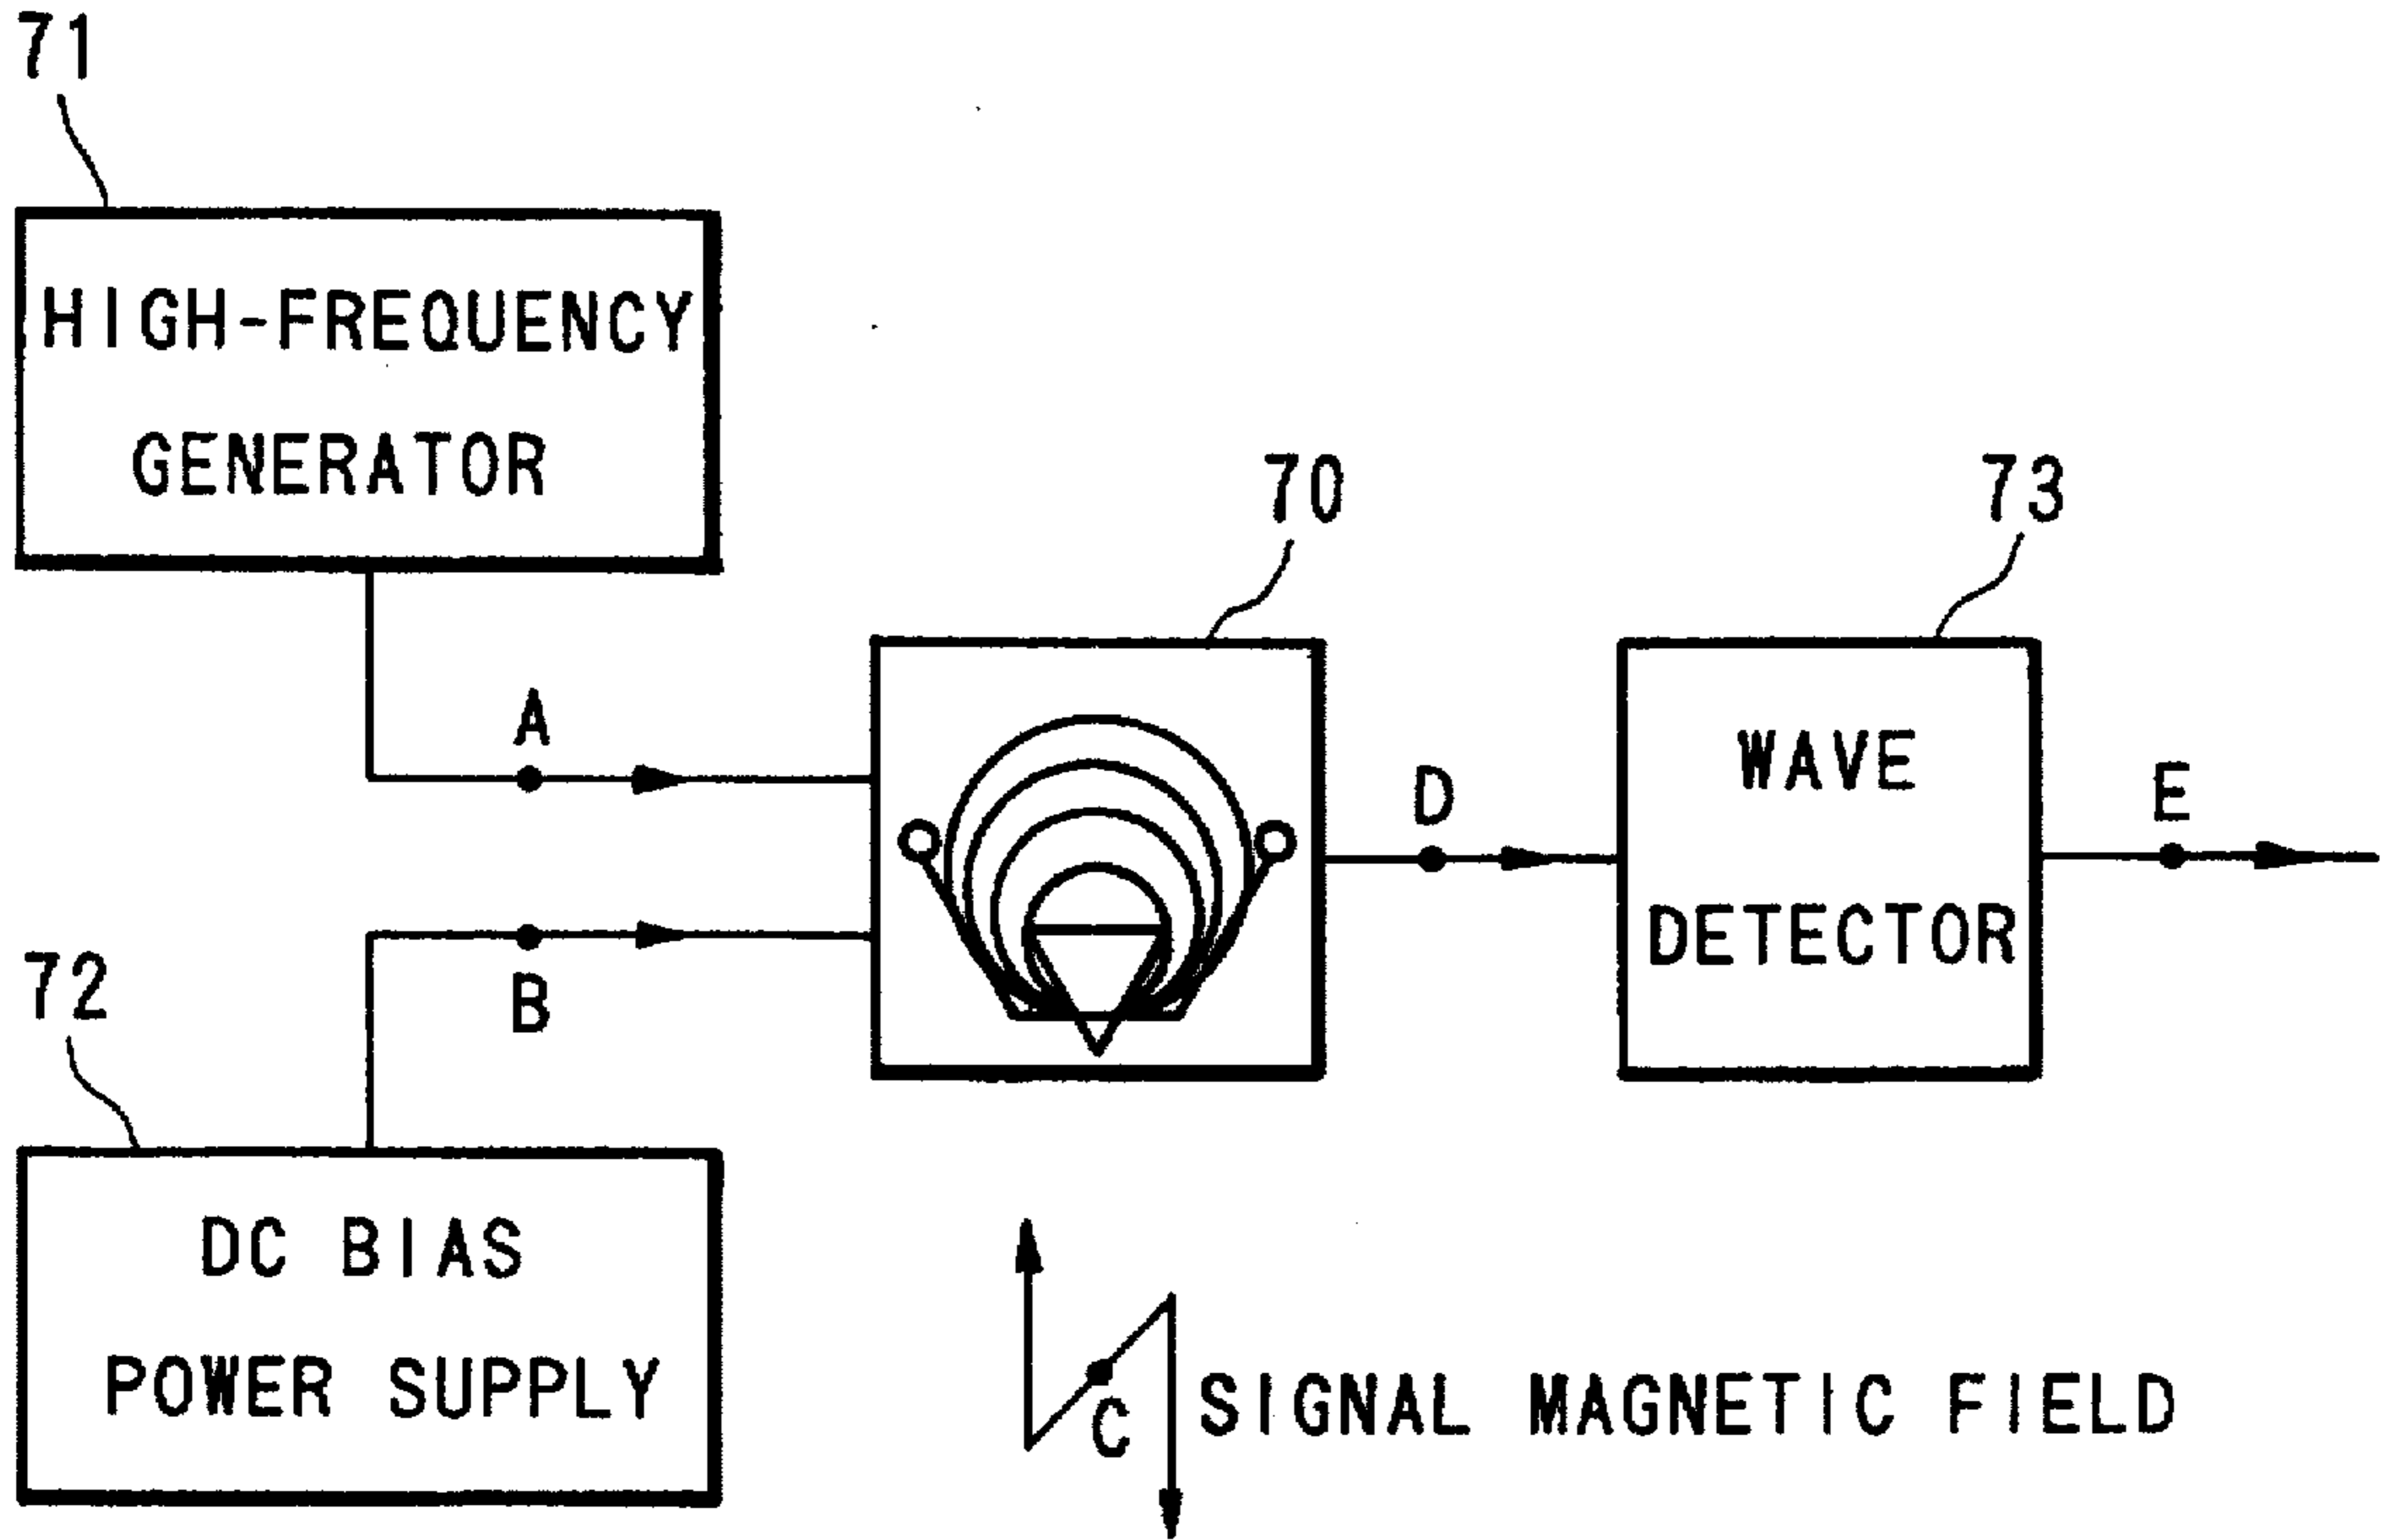 71
HIGH-FREQUENCY
GENERATOR
70
73
A
WAVE
DETECTOR
D
E
B
72
DC BIAS
POWER SUPPLY
C
SIGNAL MAGNETIC FIELD